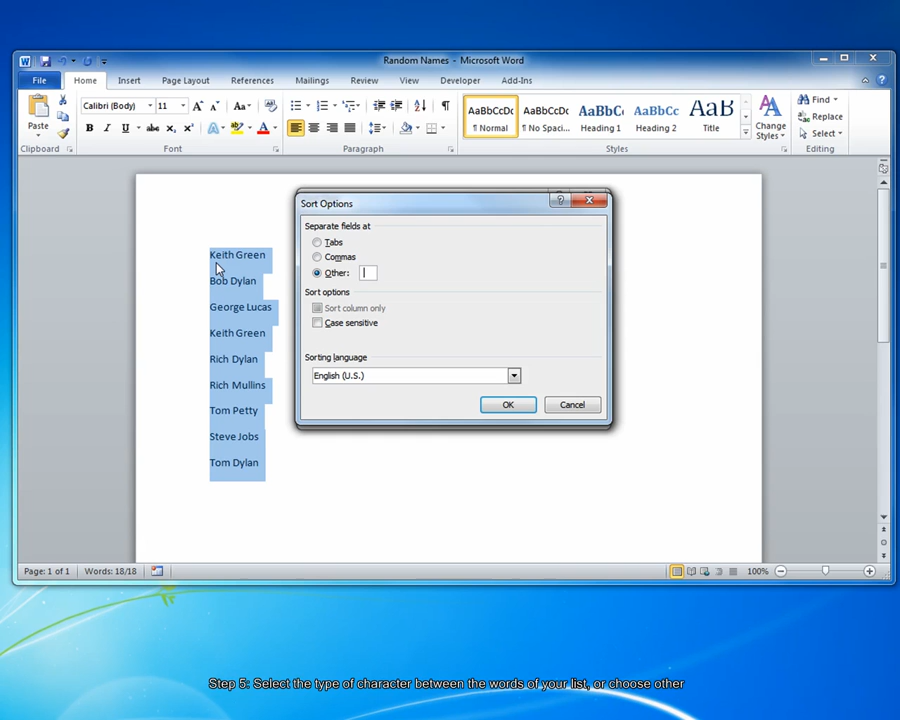 Random Names - Microsoft Word
File Home Insert Page Layout References Mailings Review View Developer Add-Ins
Calibri (Body) 11
Paste
B I U abc x₂ x²
AaBbCcDc AaBbCcDc AaBbC AaBbCc AaB
¶ Normal ¶ No Spaci... Heading 1 Heading 2 Title
Change Styles
Find
Replace
Select
Clipboard Font Paragraph Styles Editing
Keith Green
Bob Dylan
George Lucas
Keith Green
Rich Dylan
Rich Mullins
Tom Petty
Steve Jobs
Tom Dylan
Sort Options
Separate fields at
Tabs
Commas
Other:
Sort options
Sort column only
Case sensitive
Sorting language
English (U.S.)
OK Cancel
Page: 1 of 1 Words: 18/18 100%
Step 5: Select the type of character between the words of your list, or choose other